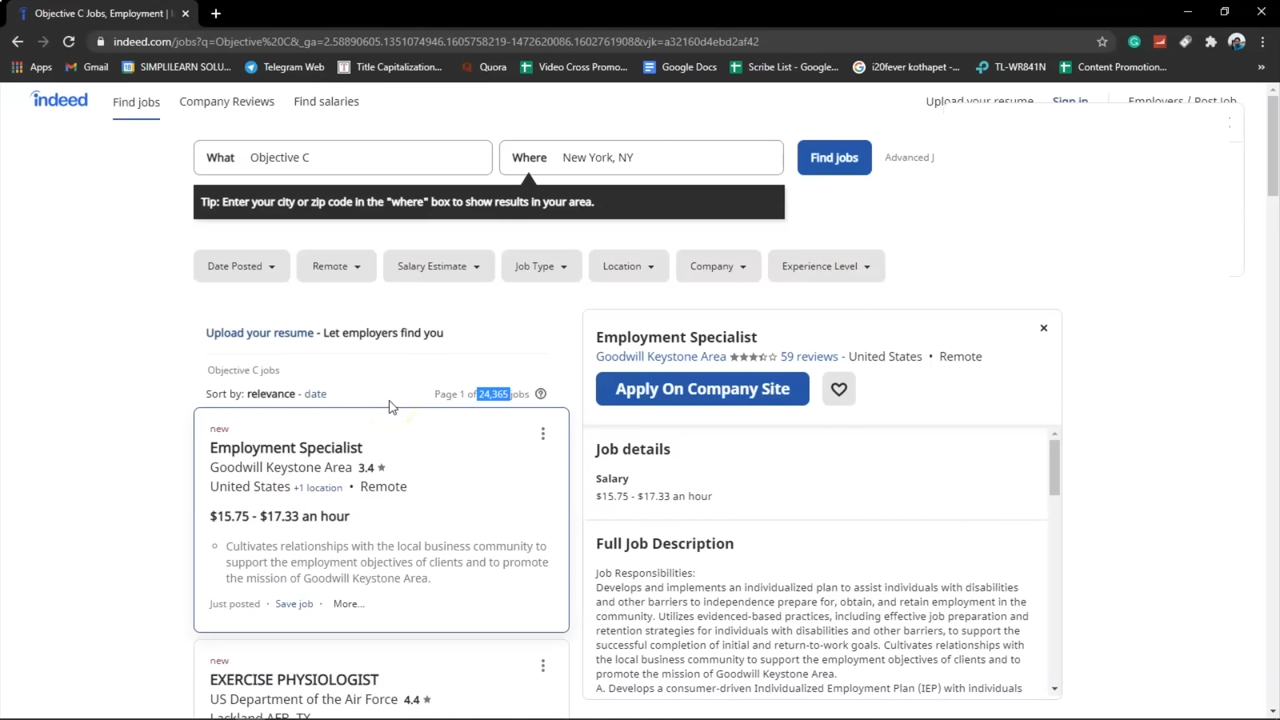 Objective C Jobs, Employment |
indeed.com/jobs?q=Objective%20C&_ga=2.58890605.1351074946.1605758219-1472620086.1602761908&vjk=a32160d4ebd2af42
Apps Gmail SIMPLILEARN SOLU... Telegram Web Title Capitalization... Quora Video Cross Promo... Google Docs Scribe List - Google... i20fever kothapet -... TL-WR841N Content Promotion... »
indeed Find jobs Company Reviews Find salaries Upload your resume Sign in Employers / Post Job
What Objective C Where New York, NY Find jobs Advanced J
Tip: Enter your city or zip code in the "where" box to show results in your area.
Date Posted Remote Salary Estimate Job Type Location Company Experience Level
Upload your resume - Let employers find you
Objective C jobs
Sort by: relevance - date Page 1 of 24,365 jobs
new
Employment Specialist
Goodwill Keystone Area 3.4
United States +1 location • Remote
$15.75 - $17.33 an hour
Cultivates relationships with the local business community to
support the employment objectives of clients and to promote
the mission of Goodwill Keystone Area.
Just posted · Save job · More...
new
EXERCISE PHYSIOLOGIST
US Department of the Air Force 4.4
Lackland AFB, TX
Employment Specialist
Goodwill Keystone Area 59 reviews - United States • Remote
Apply On Company Site
Job details
Salary
$15.75 - $17.33 an hour
Full Job Description
Job Responsibilities:
Develops and implements an individualized plan to assist individuals with disabilities
and other barriers to independence prepare for, obtain, and retain employment in the
community. Utilizes evidenced-based practices, including effective job preparation and
retention strategies for individuals with disabilities and other barriers, to support the
successful completion of initial and return-to-work goals. Cultivates relationships with
the local business community to support the employment objectives of clients and to
promote the mission of Goodwill Keystone Area.
A. Develop a consumer-driven Individualized Employment Plan (IEP) with individuals